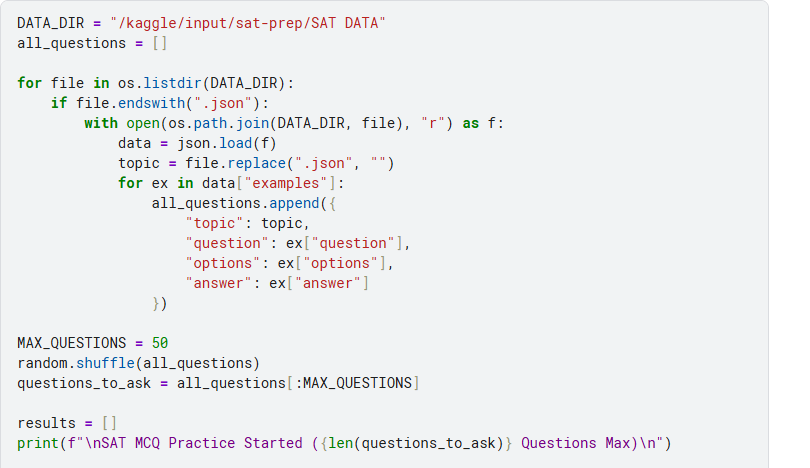 DATA_DIR = "/kaggle/input/sat-prep/SAT DATA"
all_questions = []

for file in os.listdir(DATA_DIR):
    if file.endswith(".json"):
        with open(os.path.join(DATA_DIR, file), "r") as f:
            data = json.load(f)
            topic = file.replace(".json", "")
            for ex in data["examples"]:
                all_questions.append({
                    "topic": topic,
                    "question": ex["question"],
                    "options": ex["options"],
                    "answer": ex["answer"]
                })

MAX_QUESTIONS = 50
random.shuffle(all_questions)
questions_to_ask = all_questions[:MAX_QUESTIONS]

results = []
print(f"\nSAT MCQ Practice Started ({len(questions_to_ask)} Questions Max)\n")